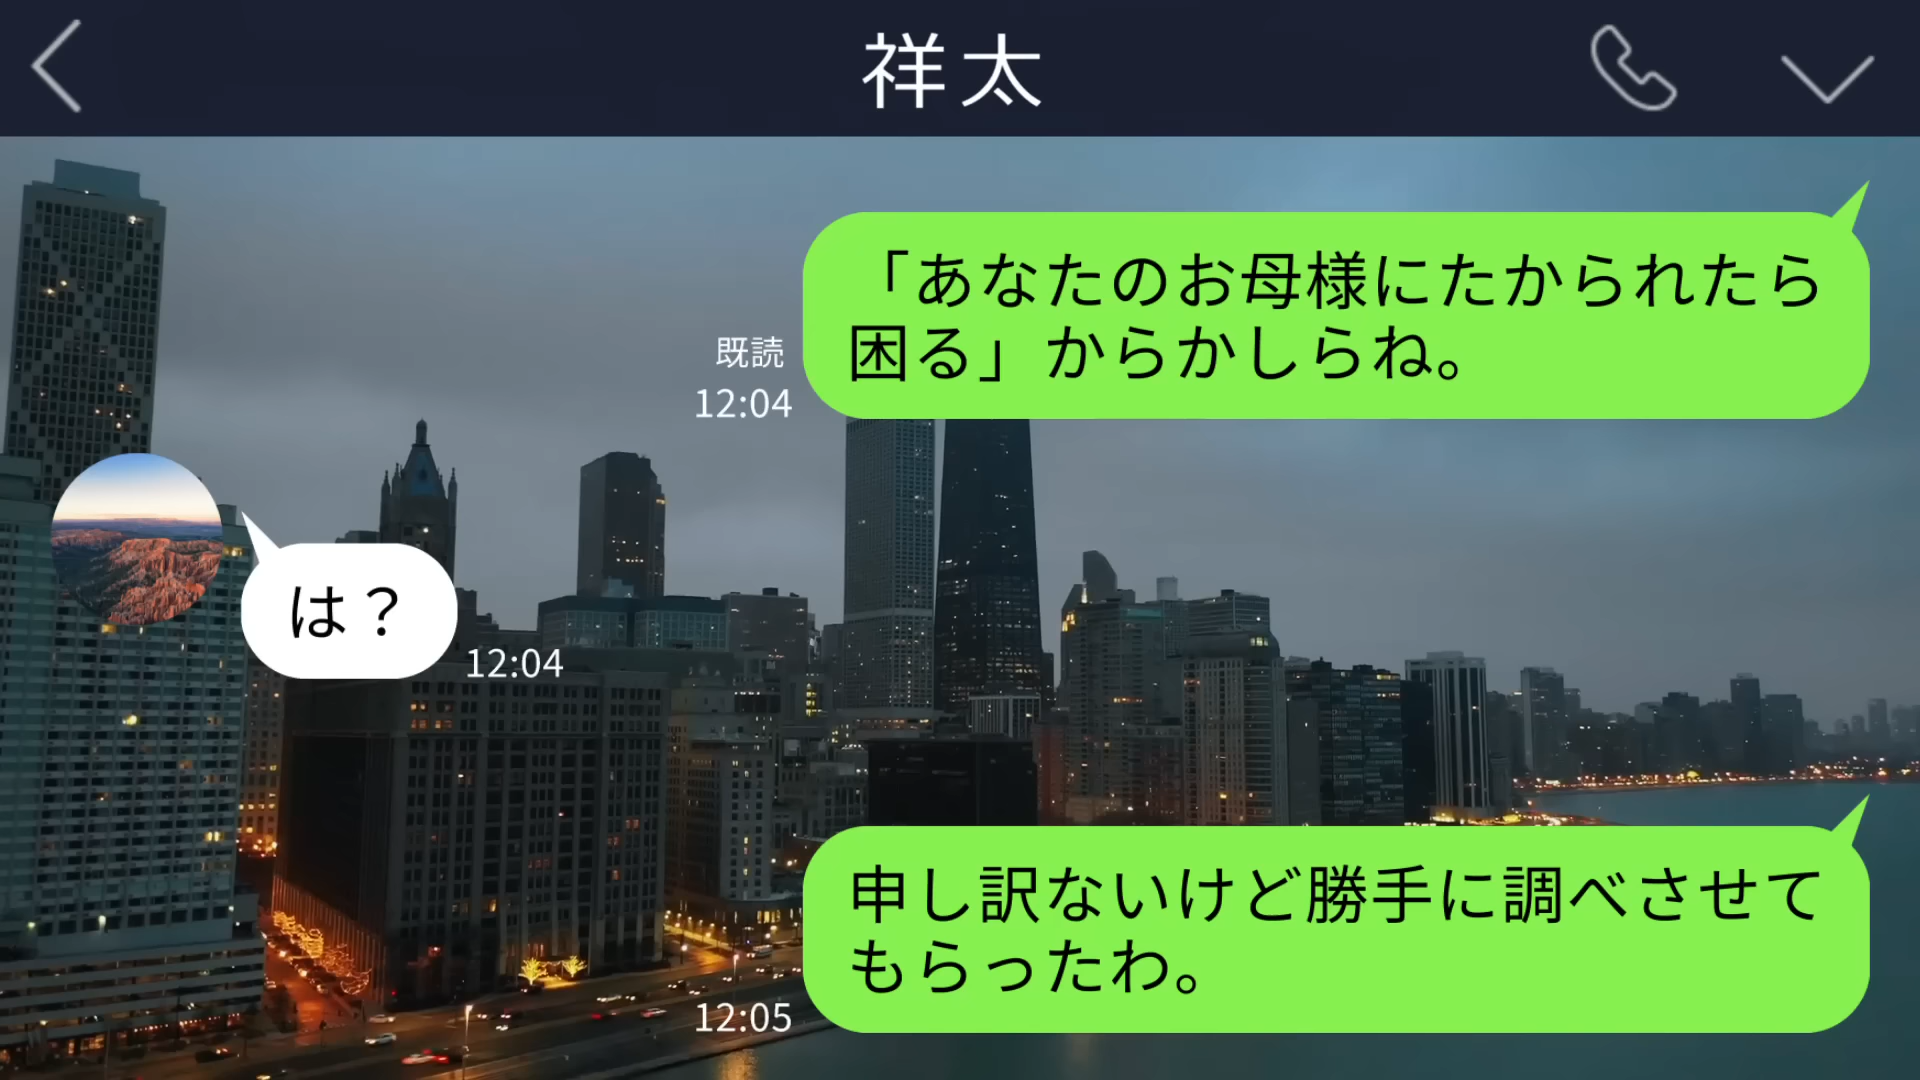 祥太
「あなたのお母様にたかられたら
困る」からかしらね。
既読
12:04
は？
12:04
申し訳ないけど勝手に調べさせて
もらったわ。
12:05